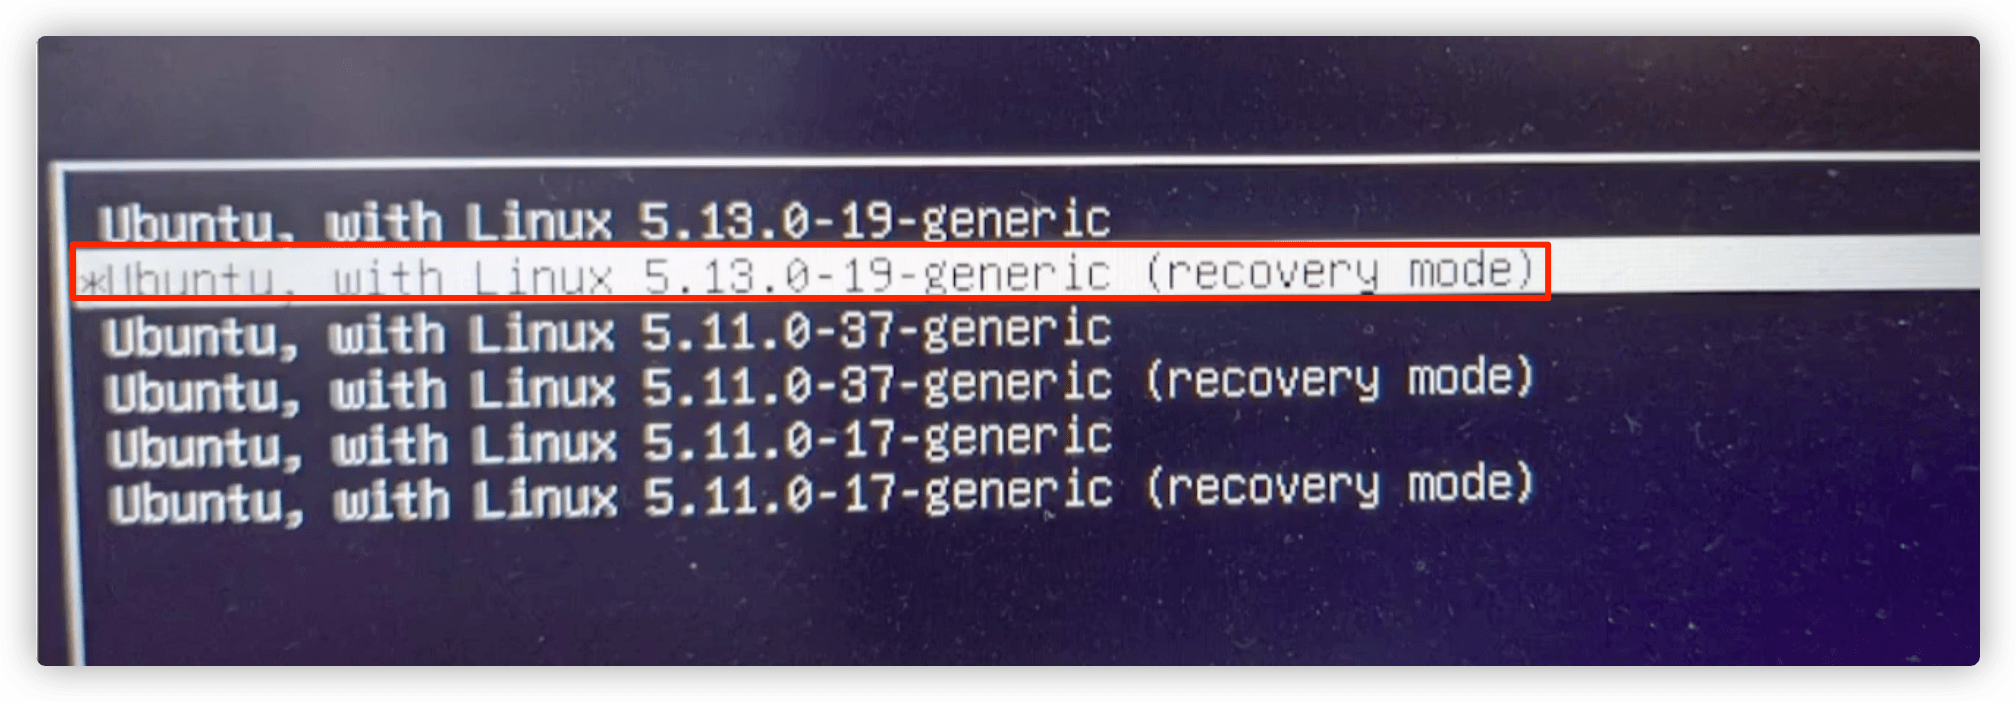 Ubuntu, with Linux 5.13.0-19-generic
*Ubuntu, with Linux 5.13.0-19-generic (recovery mode)
Ubuntu, with Linux 5.11.0-37-generic
Ubuntu, with Linux 5.11.0-37-generic (recovery mode)
Ubuntu, with Linux 5.11.0-17-generic
Ubuntu, with Linux 5.11.0-17-generic (recovery mode)